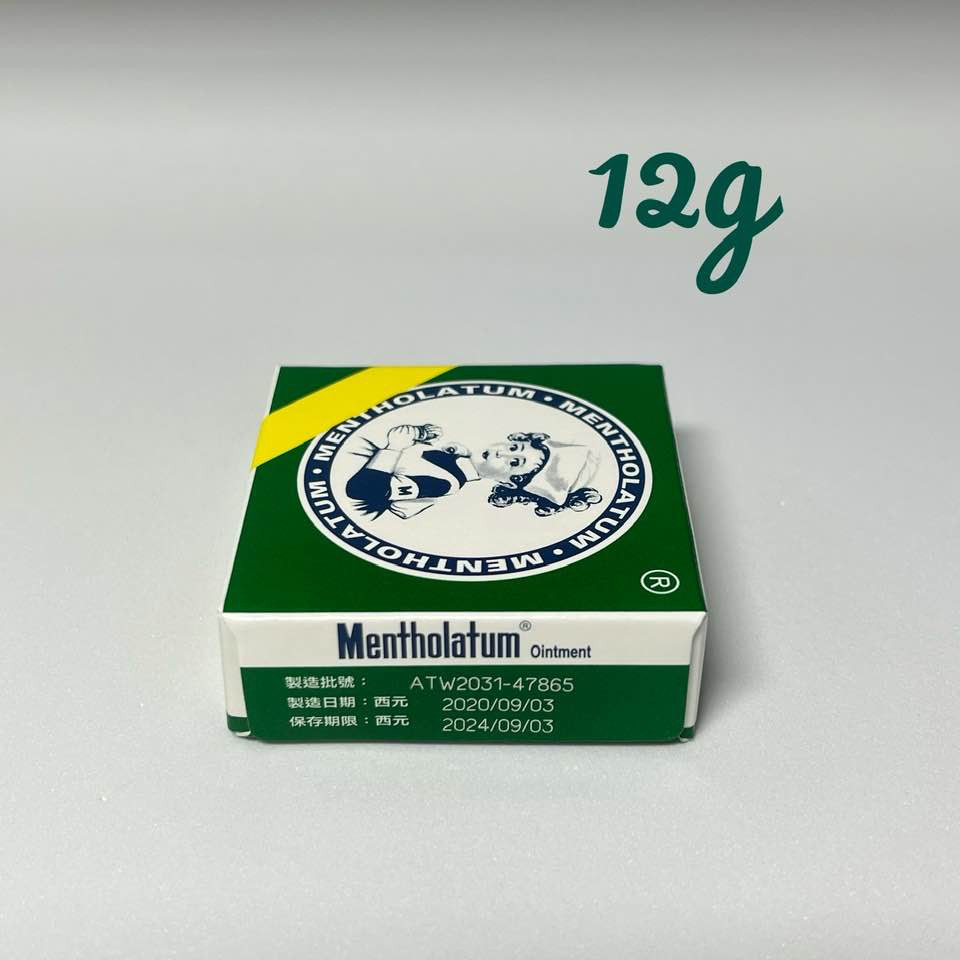 12g
MENTHOLATUM • MENTHOLATUM • MENTHOLATUM •
M
®
Mentholatum® Ointment
製造批號： ATW2031-47865
製造日期：西元 2020/09/03
保存期限：西元 2024/09/03